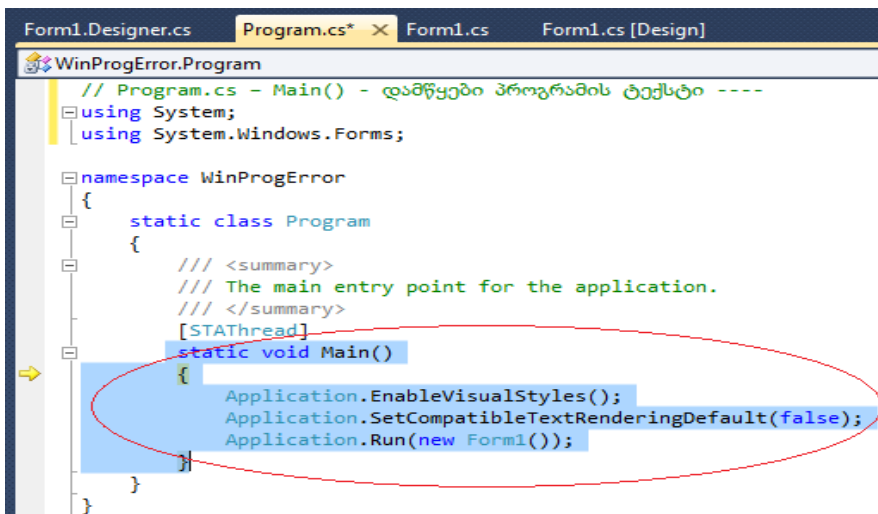 Form1.Designer.cs Program.cs* Form1.cs Form1.cs [Design]
WinProgError.Program
// Program.cs – Main() - დამწყები პროგრამის ტექსტი ----
using System;
using System.Windows.Forms;
namespace WinProgError
{
static class Program
{
/// <summary>
/// The main entry point for the application.
/// </summary>
[STAThread]
static void Main()
{
Application.EnableVisualStyles();
Application.SetCompatibleTextRenderingDefault(false);
Application.Run(new Form1());
}
}
}